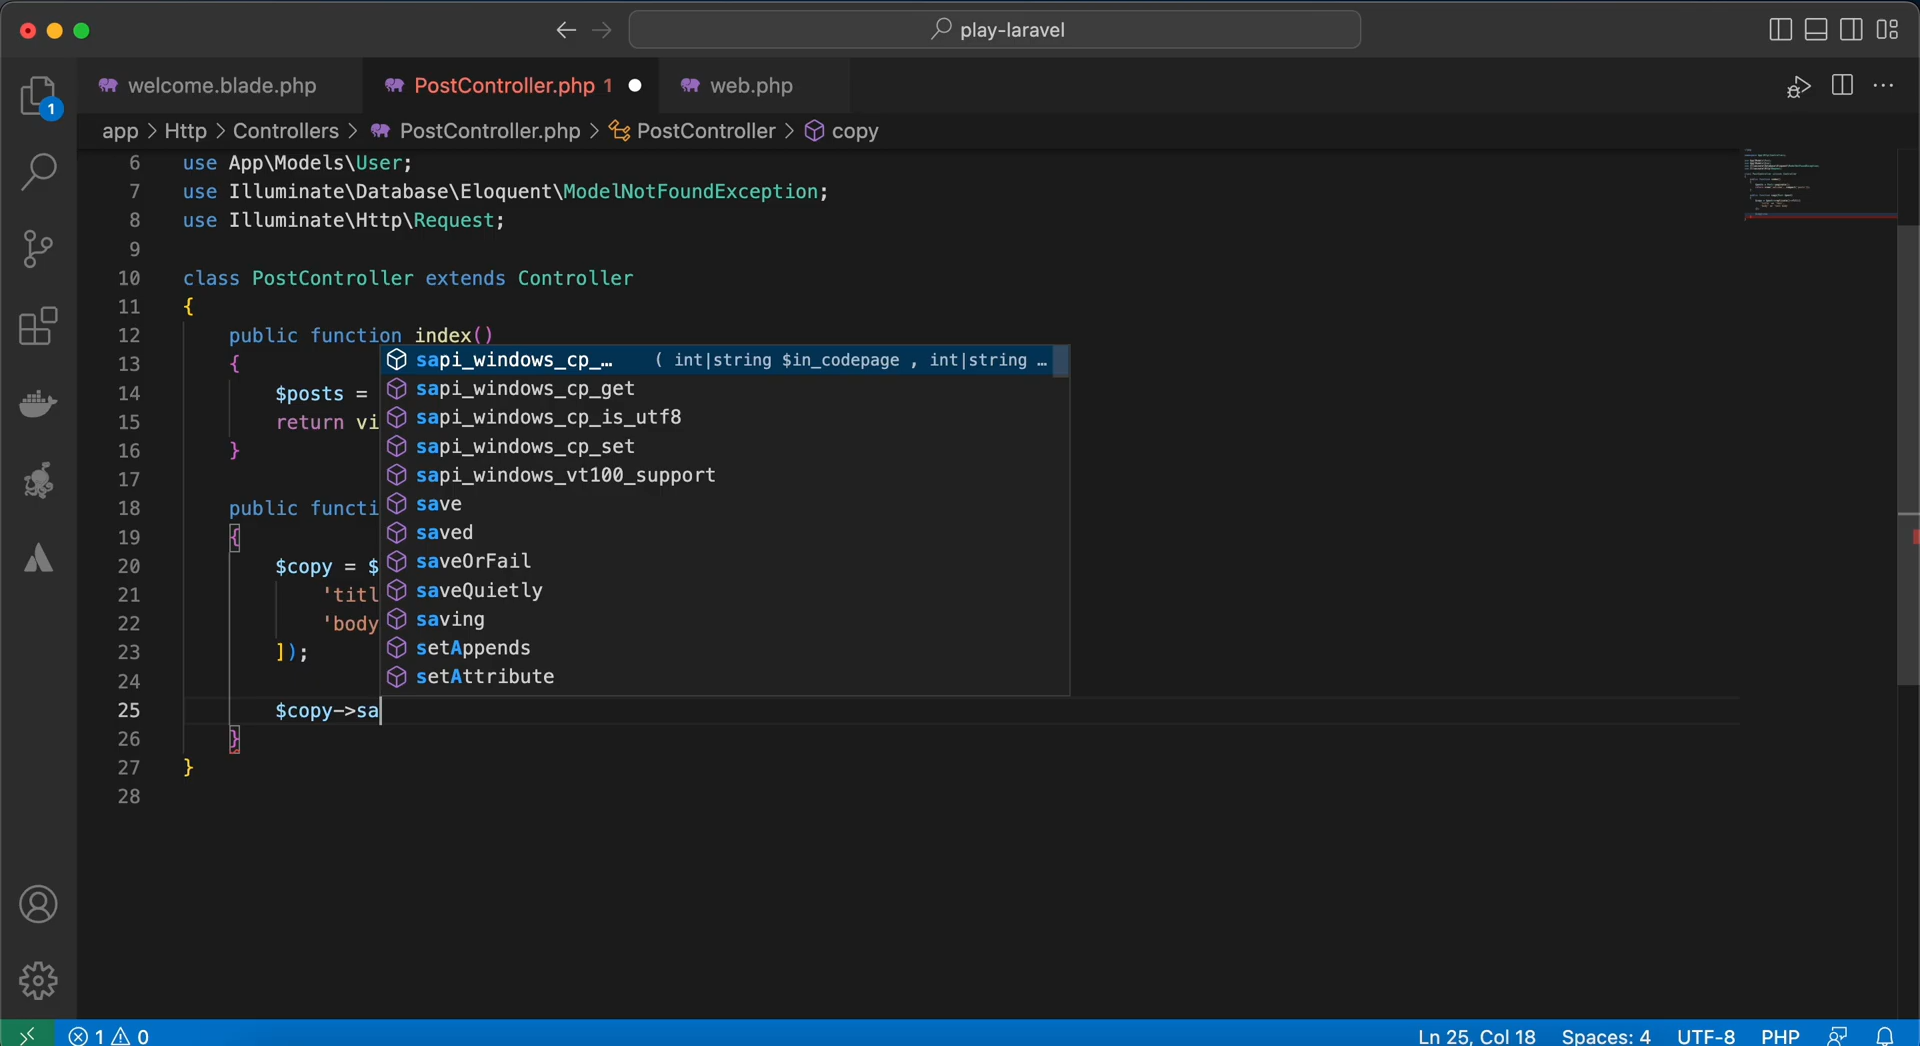 play-laravel
welcome.blade.php
PostController.php 1
web.php
1
app > Http > Controllers > PostController.php > PostController > copy
6 use App\Models\User;
7 use Illuminate\Database\Eloquent\ModelNotFoundException;
8 use Illuminate\Http\Request;
9
10 class PostController extends Controller
11 {
12 public function index()
13 {
14 $posts =
15 return vi
16 }
17
18 public functi
19 {
20 $copy = $
21 'titl
22 'body
23 ]);
24
25 $copy->sa
26 }
27 }
28
sapi_windows_cp_… ( int|string $in_codepage , int|string …
sapi_windows_cp_get
sapi_windows_cp_is_utf8
sapi_windows_cp_set
sapi_windows_vt100_support
save
saved
saveOrFail
saveQuietly
saving
setAppends
setAttribute
1 0 Ln 25, Col 18 Spaces: 4 UTF-8 PHP